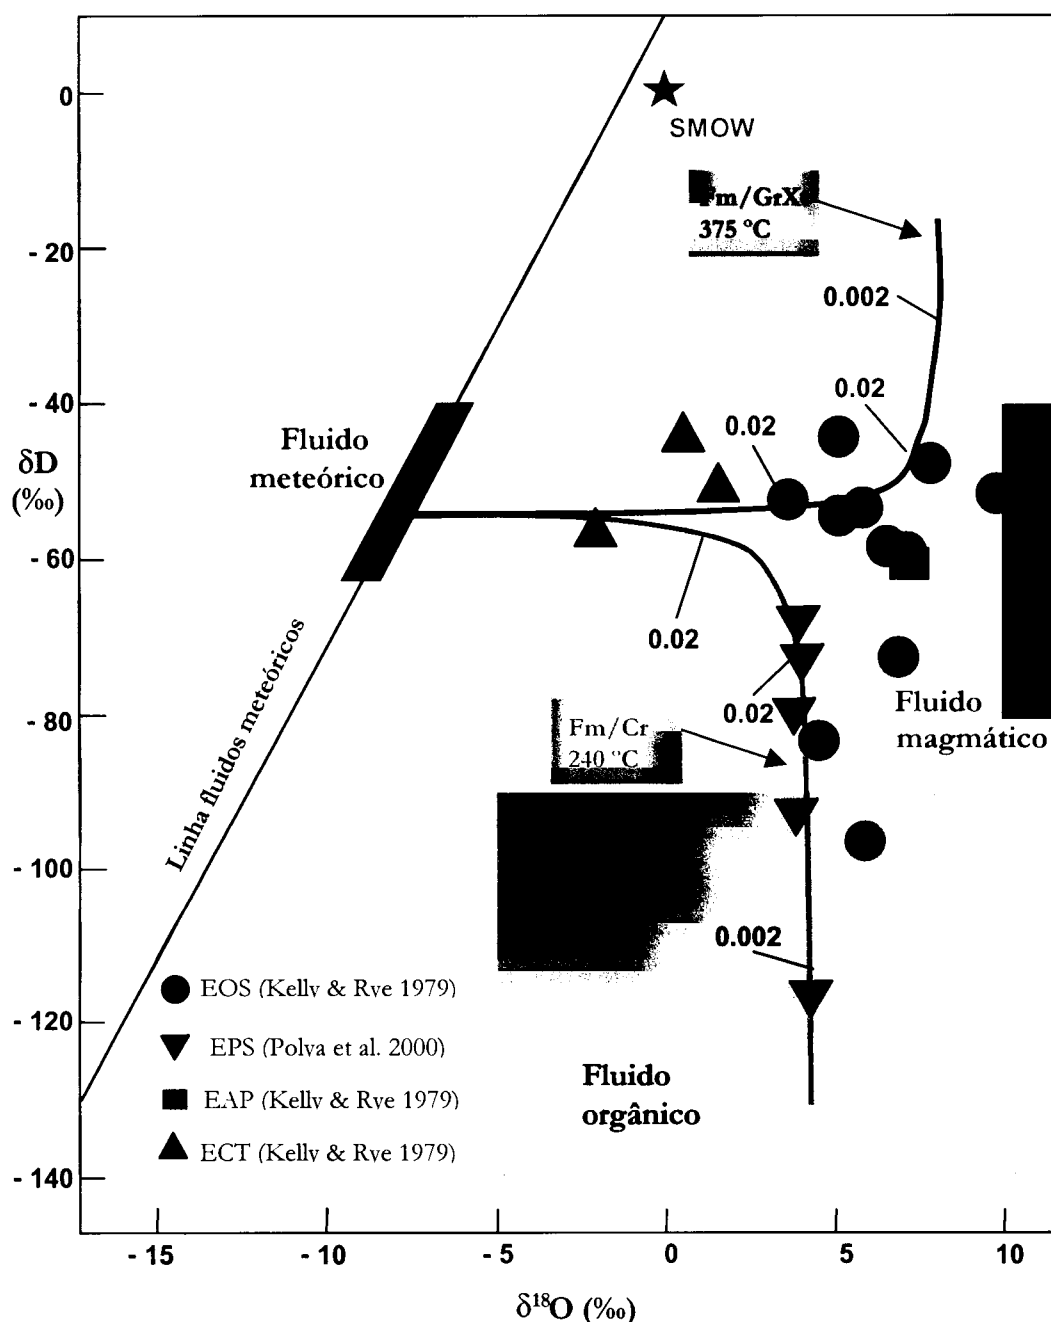 0
SMOW
375 °C
- 20
0.002
0.02
- 40
0.02
Fluido
meteórico
δD
(‰)
- 60
0.02
Fluido
magmático
0.02
- 80
Fm/Cr
240 °C
Linha fluidos meteóricos
- 100
0.002
EOS (Kelly & Rye 1979)
- 120
EPS (Polya et al. 2000)
EAP (Kelly & Rye 1979)
ECT (Kelly & Rye 1979)
Fluido
orgânico
- 140
- 15
- 10
- 5
0
5
10
δ¹⁸O (‰)